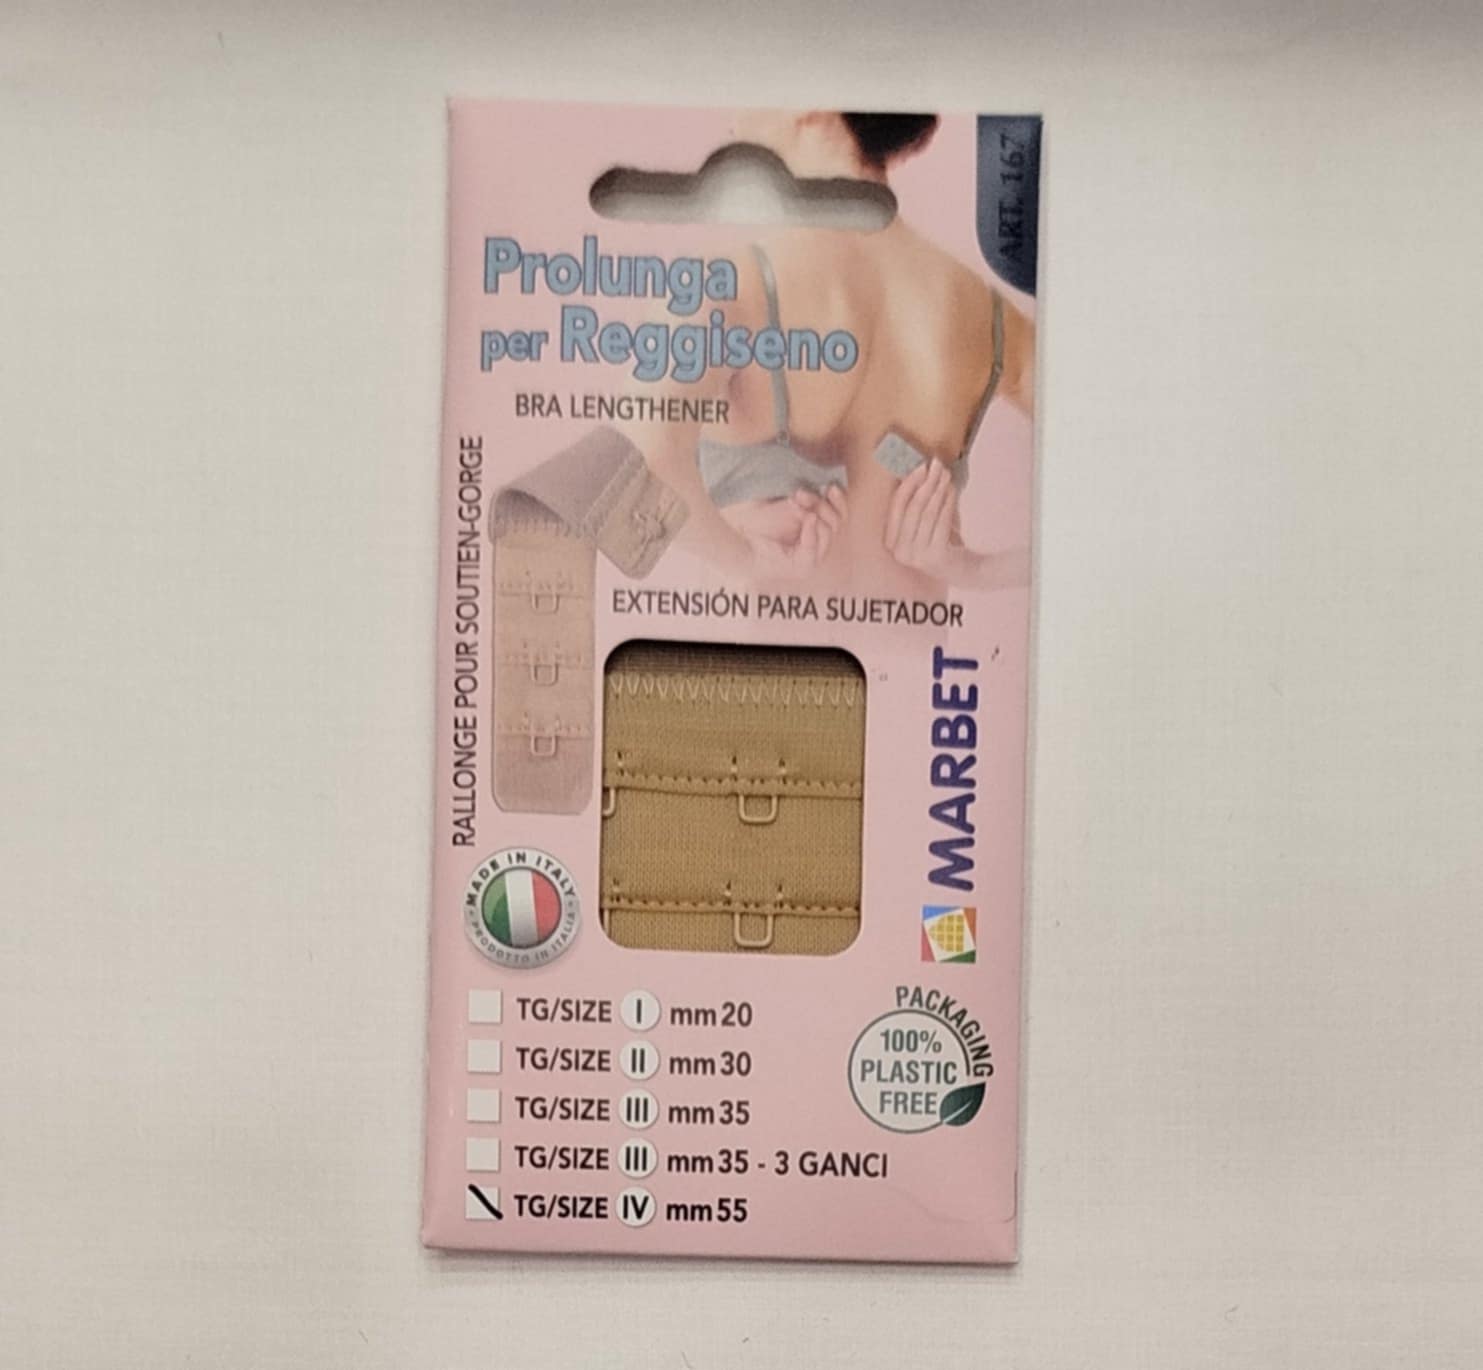 ART. 167
Prolunga
per Reggiseno
BRA LENGTHENER
RALLONGE POUR SOUTIEN-GORGE
EXTENSIÓN PARA SUJETADOR
MARBET
MADE IN ITALY
PRODOTTO IN ITALIA
PACKAGING
100%
PLASTIC
FREE
TG/SIZE I mm 20
TG/SIZE II mm 30
TG/SIZE III mm 35
TG/SIZE III mm 35 - 3 GANCI
TG/SIZE IV mm 55